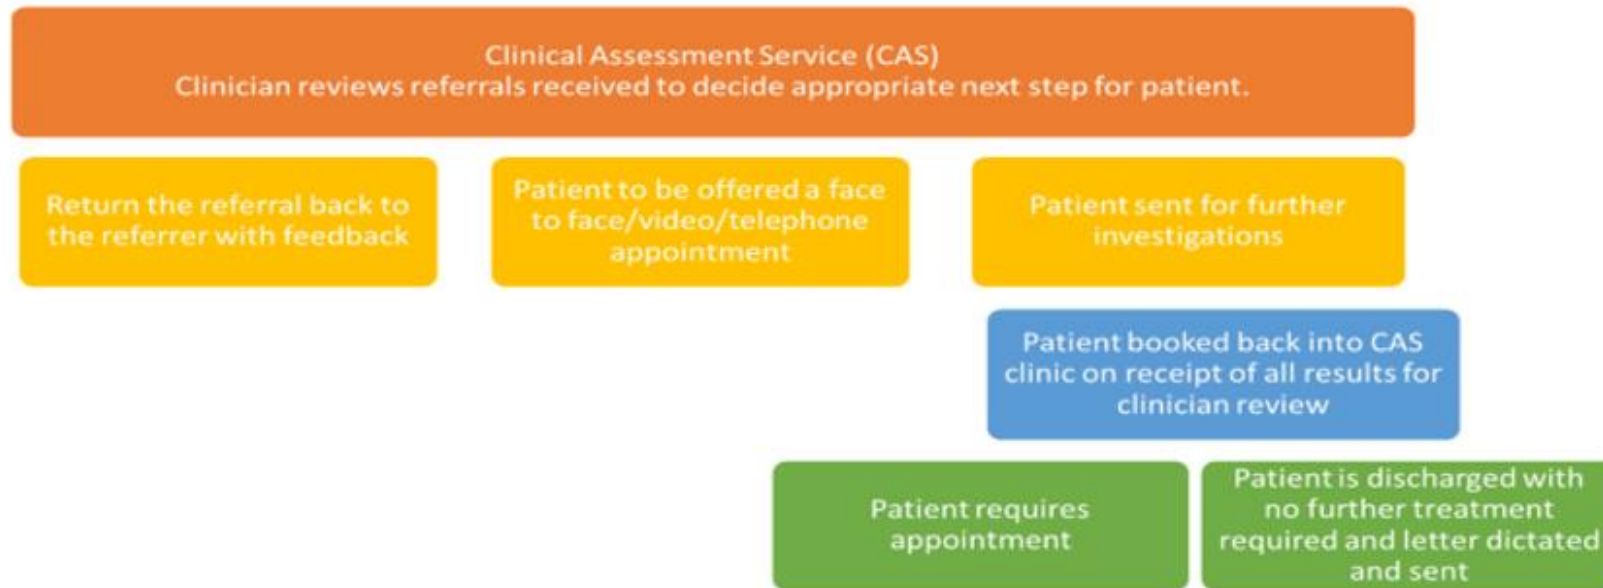 Clinical Assessment Service (CAS)
Clinician reviews referrals received to decide appropriate next step for patient.
Return the referral back to
the referrer with feedback
Patient to be offered a face
to face/video/telephone
appointment
Patient sent for further
investigations
Patient booked back into CAS
clinic on receipt of all results for
clinician review
Patient requires
appointment
Patient is discharged with
no further treatment
required and letter dictated
and sent